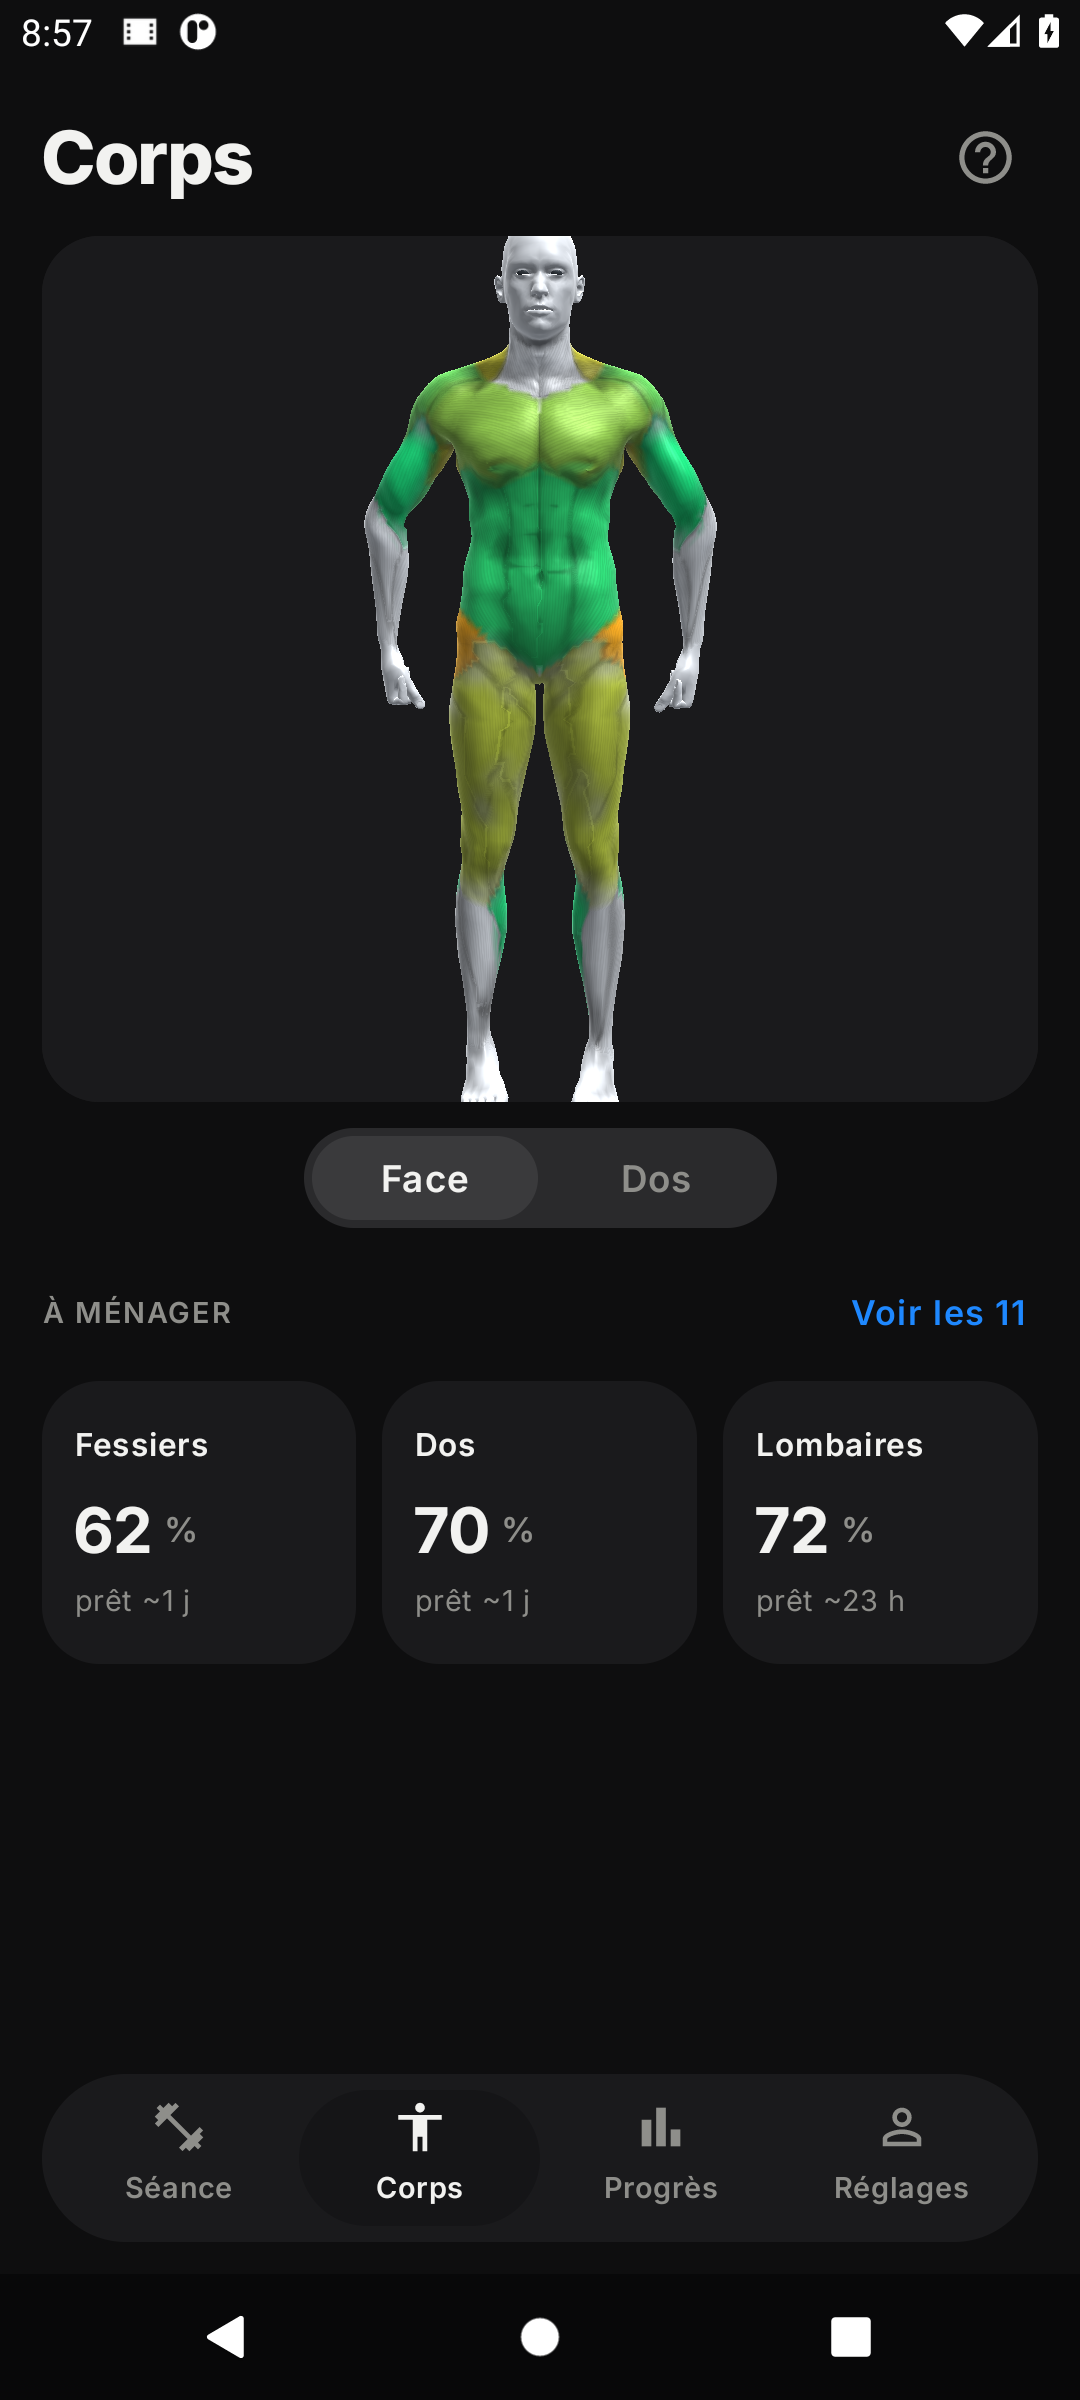 8:57
Corps
Face
Dos
À MÉNAGER
Voir les 11
Fessiers
Dos
Lombaires
62 %
70 %
72 %
prêt ~1 j
prêt ~1 j
prêt ~23 h
Séance
Corps
Progrès
Réglages